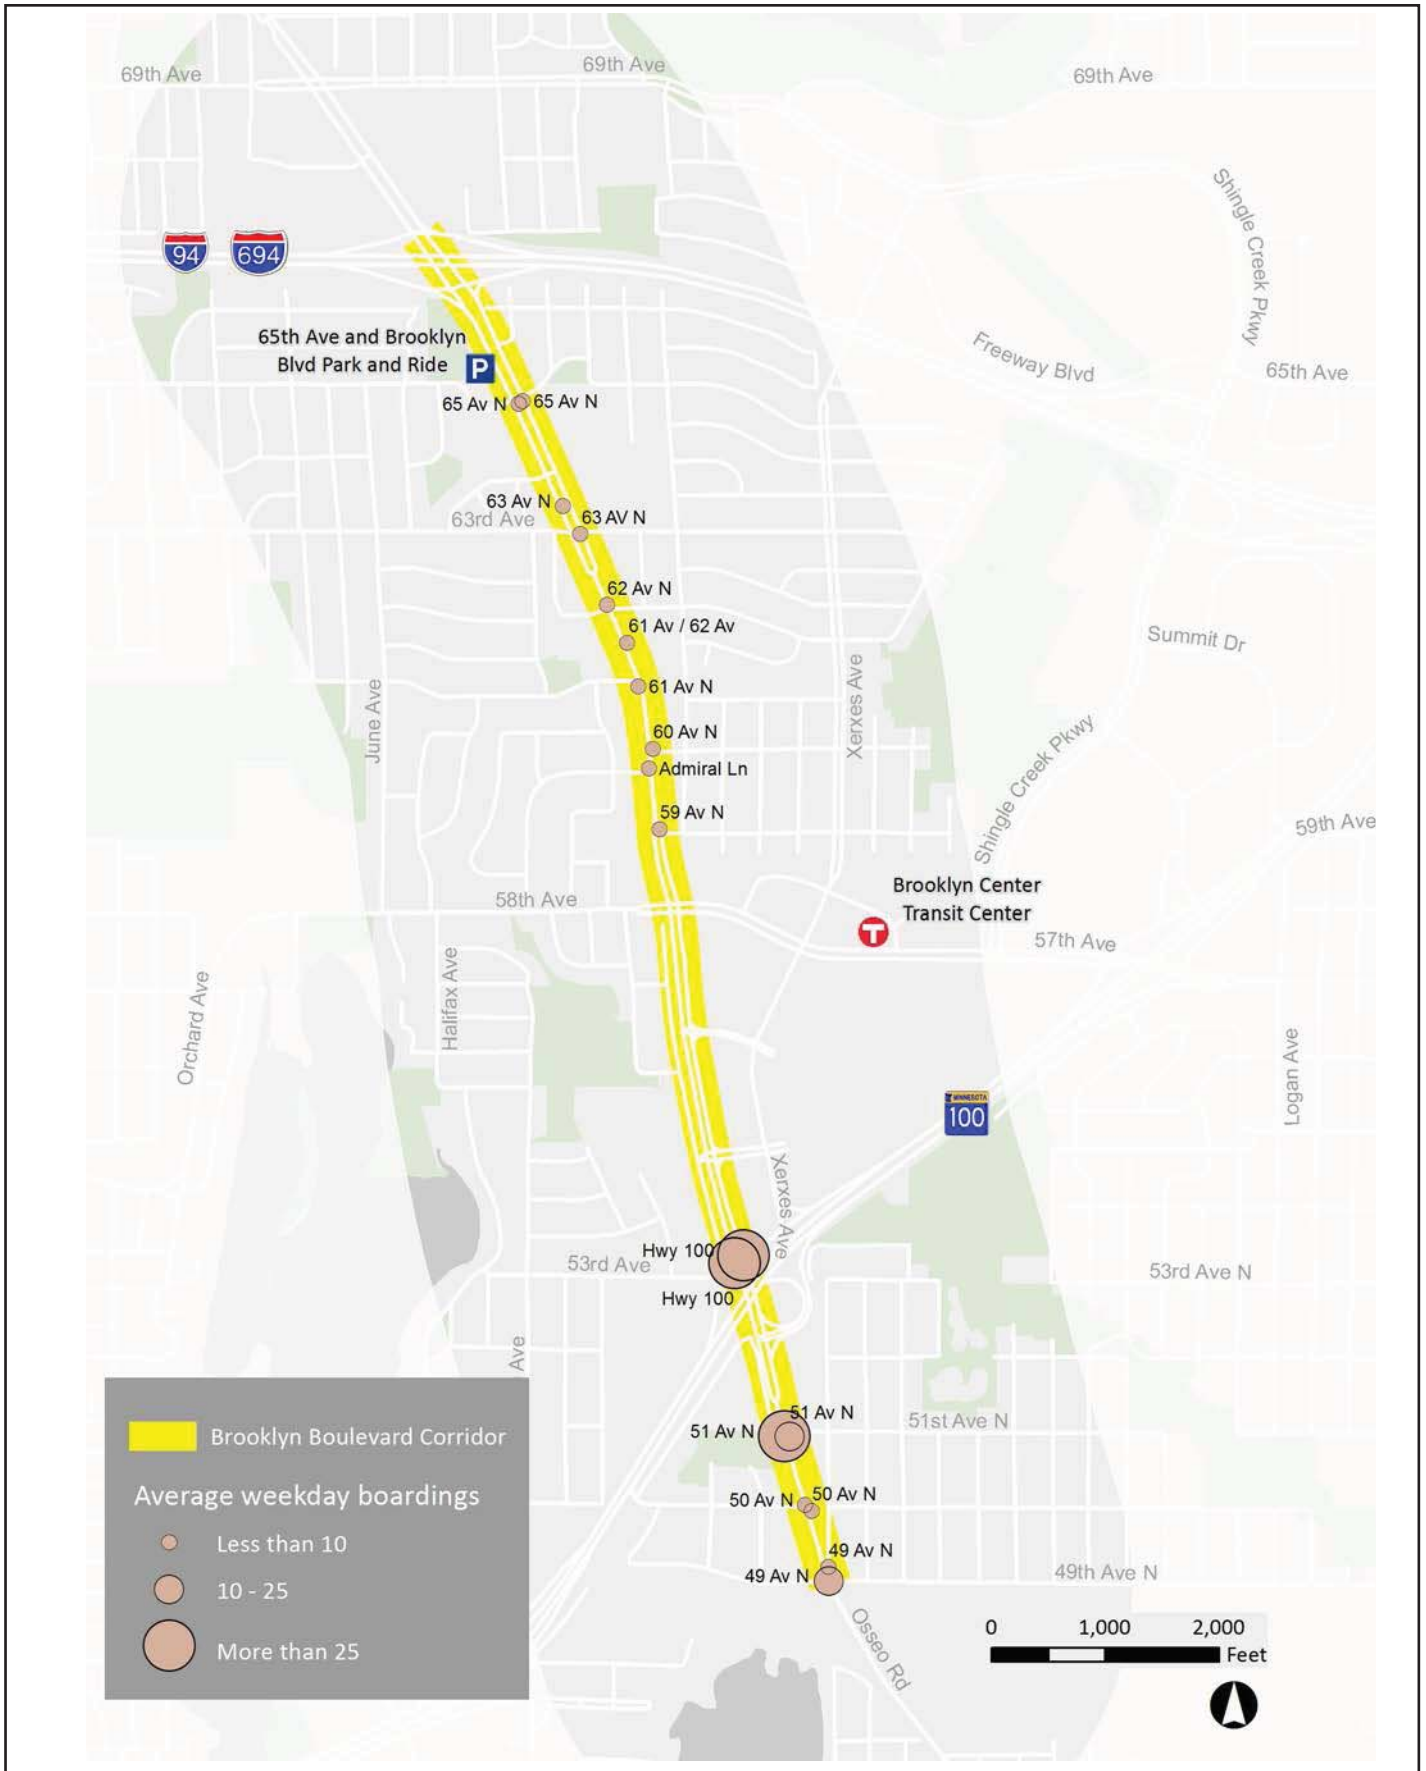 69th Ave
69th Ave
69th Ave
Shingle Creek Pkwy
94
694
65th Ave and Brooklyn
Blvd Park and Ride
P
Freeway Blvd
65th Ave
65 Av N
65 Av N
63 Av N
63rd Ave
63 AV N
62 Av N
61 Av / 62 Av
Summit Dr
61 Av N
June Ave
Xerxes Ave
60 Av N
Admiral Ln
Shingle Creek Pkwy
59 Av N
59th Ave
58th Ave
Brooklyn Center
Transit Center
T
57th Ave
Orchard Ave
Halifax Ave
Logan Ave
MINNESOTA
100
Xerxes Ave
Hwy 100
53rd Ave
53rd Ave N
Hwy 100
Ave
51 Av N
51 Av N
51st Ave N
50 Av N
50 Av N
49 Av N
49 Av N
49th Ave N
Osseo Rd
Brooklyn Boulevard Corridor
Average weekday boardings
Less than 10
10 - 25
More than 25
0 1,000 2,000
Feet